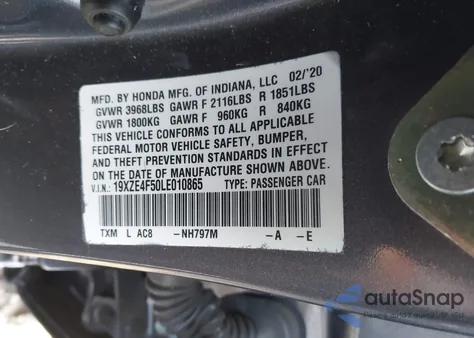 MFD. BY HONDA MFG. OF INDIANA, LLC 02/'20
GVWR 3968LBS GAWR F 2116LBS R 1851LBS
GVWR 1800KG GAWR F 960KG R 840KG
THIS VEHICLE CONFORMS TO ALL APPLICABLE
FEDERAL MOTOR VEHICLE SAFETY, BUMPER,
AND THEFT PREVENTION STANDARDS IN EFFECT ON
THE DATE OF MANUFACTURE SHOWN ABOVE.
V.I.N. 19XZE4F50LE010865 TYPE: PASSENGER CAR
TXM L AC8 -NH797M -A -E
autoSnap